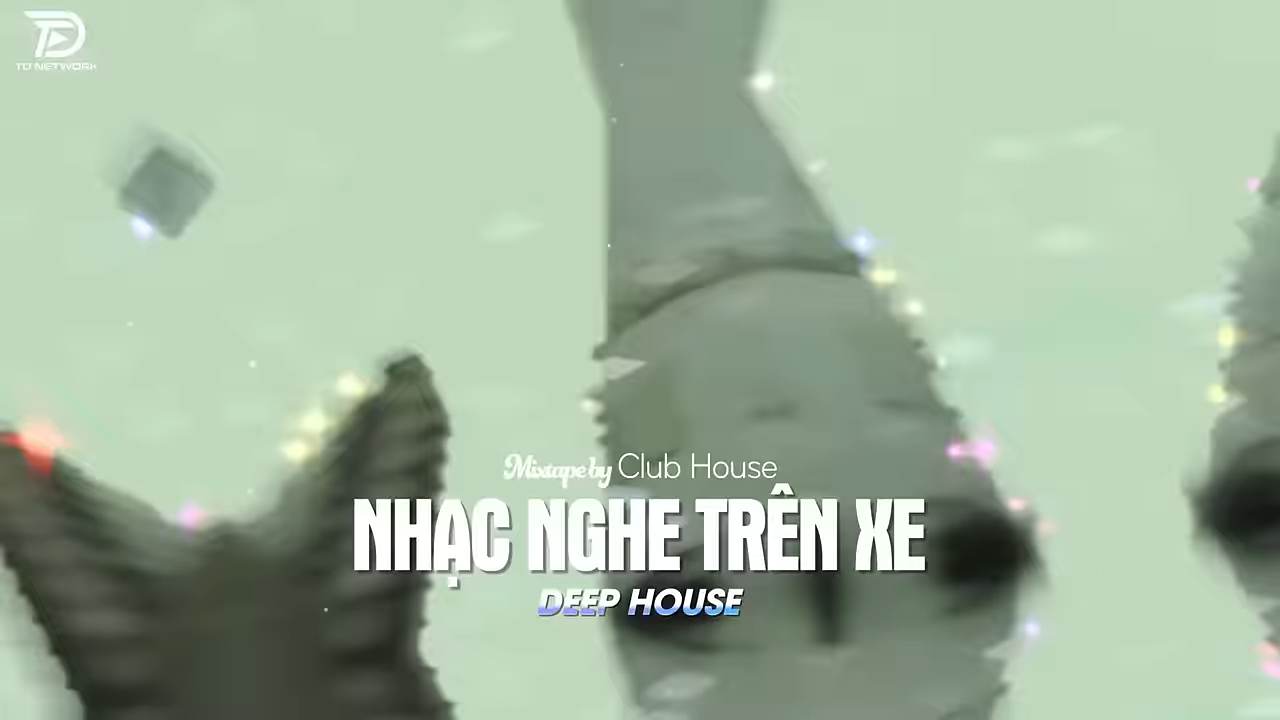 TD NETWORK
Mixtape by Club House
NHẠC NGHE TRÊN XE
DEEP HOUSE